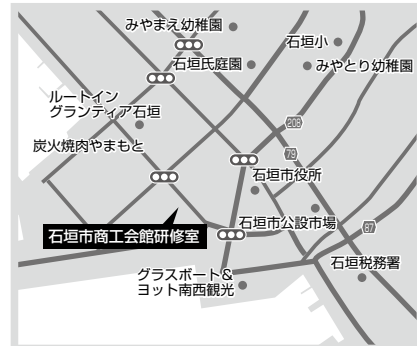 みやまえ幼稚園
石垣小
石垣氏庭園
みやとり幼稚園
ルートイン
グランティア石垣
208
炭火焼肉やまもと
79
石垣市役所
石垣市公設市場
87
石垣市商工会館研修室
石垣税務署
グラスボート&
ヨット南西観光